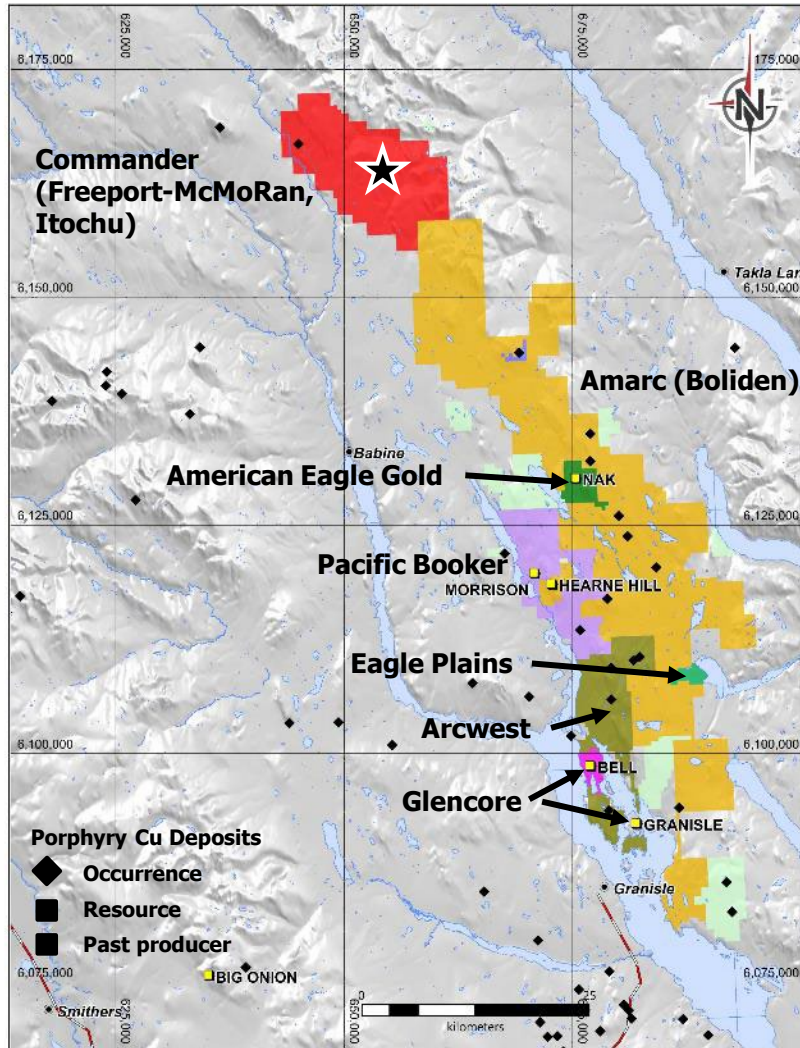 625,000
650,000
675,000
6,175,000
175,000
N
Commander
(Freeport-McMoRan,
Itochu)
Takla Lan
6,150,000
6,150,000
Amarc (Boliden)
Babine
American Eagle Gold
NAK
6,125,000
6,125,000
Pacific Booker
MORRISON
HEARNE HILL
Eagle Plains
Arcwest
6,100,000
6,100,000
BELL
Glencore
GRANISLE
Porphyry Cu Deposits
Occurrence
Resource
Past producer
Granisle
BIG ONION
6,075,000
6,075,000
Smithers
0
25
kilometers
625,000